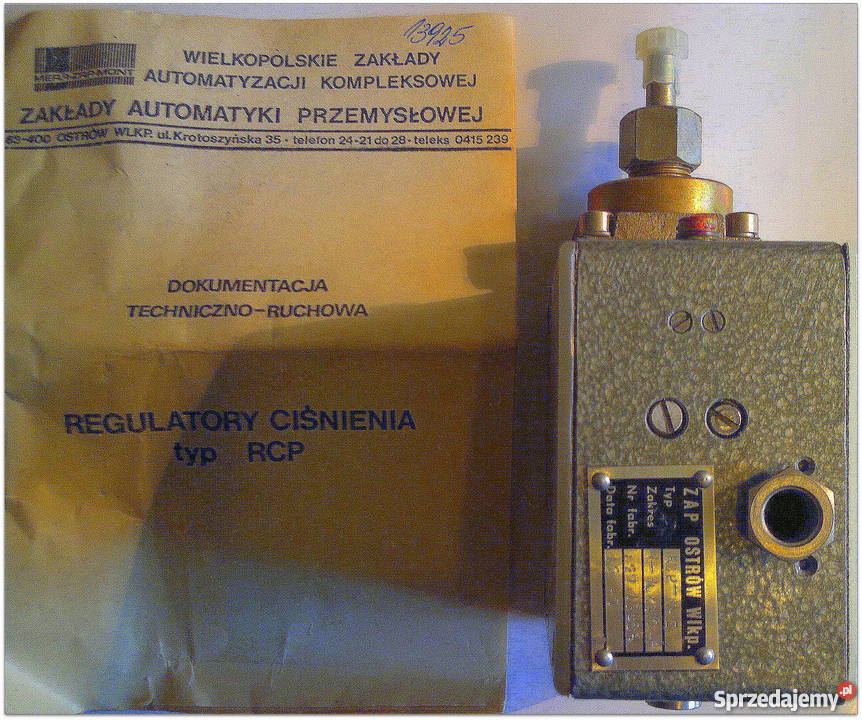 13925
MERA-ZAP-MONT
WIELKOPOLSKIE ZAKŁADY
AUTOMATYZACJI KOMPLEKSOWEJ
ZAKŁADY AUTOMATYKI PRZEMYSŁOWEJ
63-400 OSTRÓW WLKP. ul. Krotoszyńska 35 - telefon 24-21 do 28 - teleks 0415 239
DOKUMENTACJA
TECHNICZNO-RUCHOWA
REGULATORY CIŚNIENIA
typ RCP
ZAP OSTRÓW Wlkp.
Typ
Zakres
Nr fabr.
Data fabr.
Sprzedajemy.pl